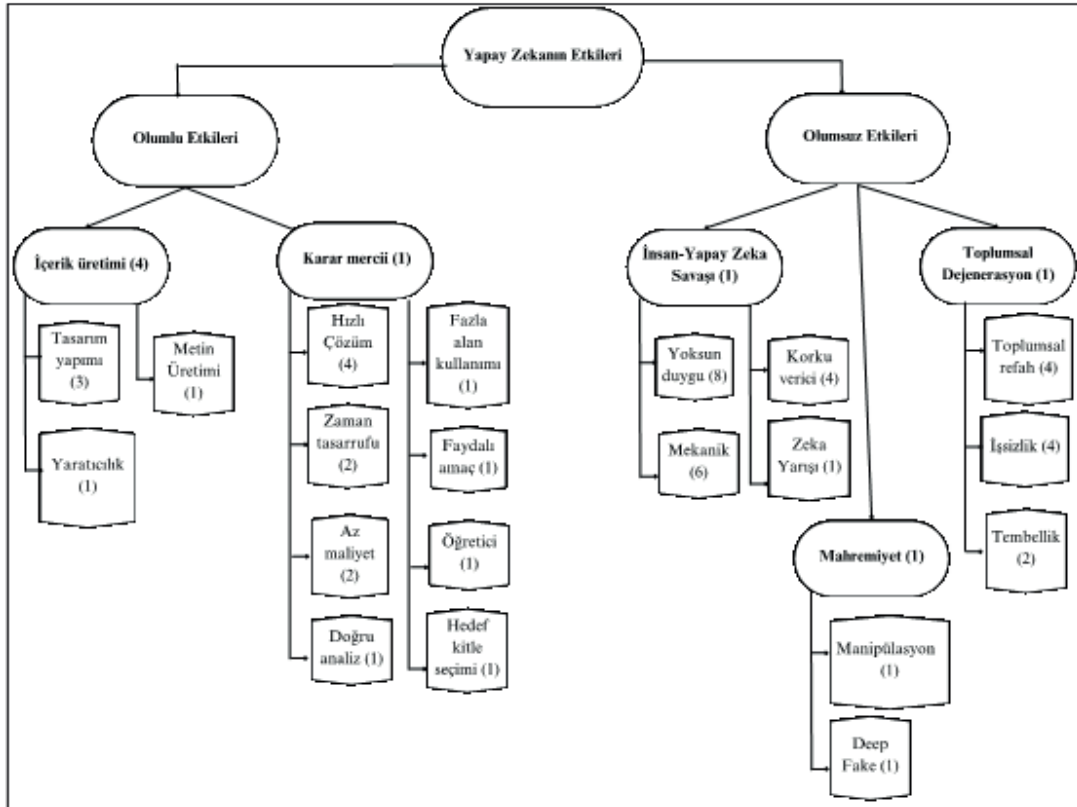 Yapay Zekanın Etkileri
Olumlu Etkileri
Olumsuz Etkileri
İçerik üretimi (4)
Tasarım
yapımı
(3)
Metin
Üretimi
(1)
Yaratıcılık
(1)
Karar mercii (1)
Hızlı
Çözüm
(4)
Fazla
alan
kullanımı
(1)
Zaman
tasarrufu
(2)
Faydalı
amaç (1)
Az
maliyet
(2)
Öğretici
(1)
Doğru
analiz (1)
Hedef
kitle
seçimi (1)
İnsan-Yapay Zeka
Savaşı (1)
Yoksun
duygu (8)
Korku
verici (4)
Mekanik
(6)
Zeka
Yarışı (1)
Mahremiyet (1)
Manipülasyon
(1)
Deep
Fake (1)
Toplumsal
Dejenerasyon (1)
Toplumsal
refah (4)
İşsizlik (4)
Tembellik
(2)